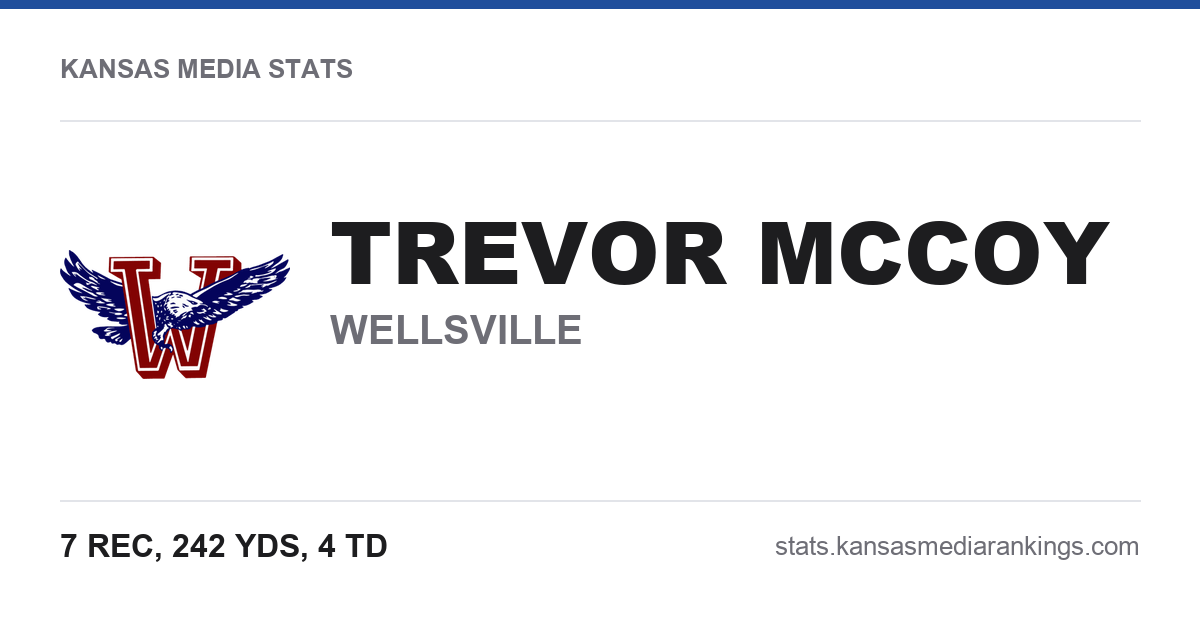 KANSAS MEDIA STATS
W
TREVOR MCCOY
WELLSVILLE
7 REC, 242 YDS, 4 TD
stats.kansasmediarankings.com